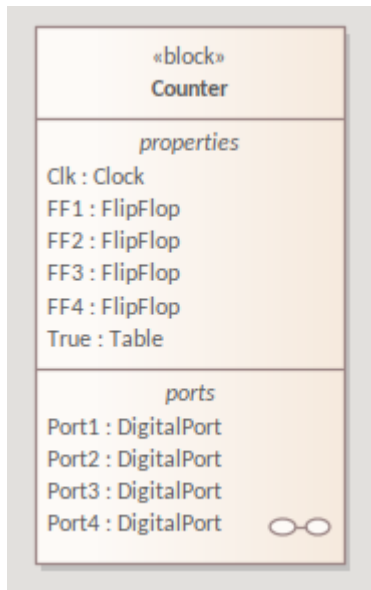 «block»
Counter
properties
Clk : Clock
FF1 : FlipFlop
FF2 : FlipFlop
FF3 : FlipFlop
FF4 : FlipFlop
True : Table
ports
Port1 : DigitalPort
Port2 : DigitalPort
Port3 : DigitalPort
Port4 : DigitalPort